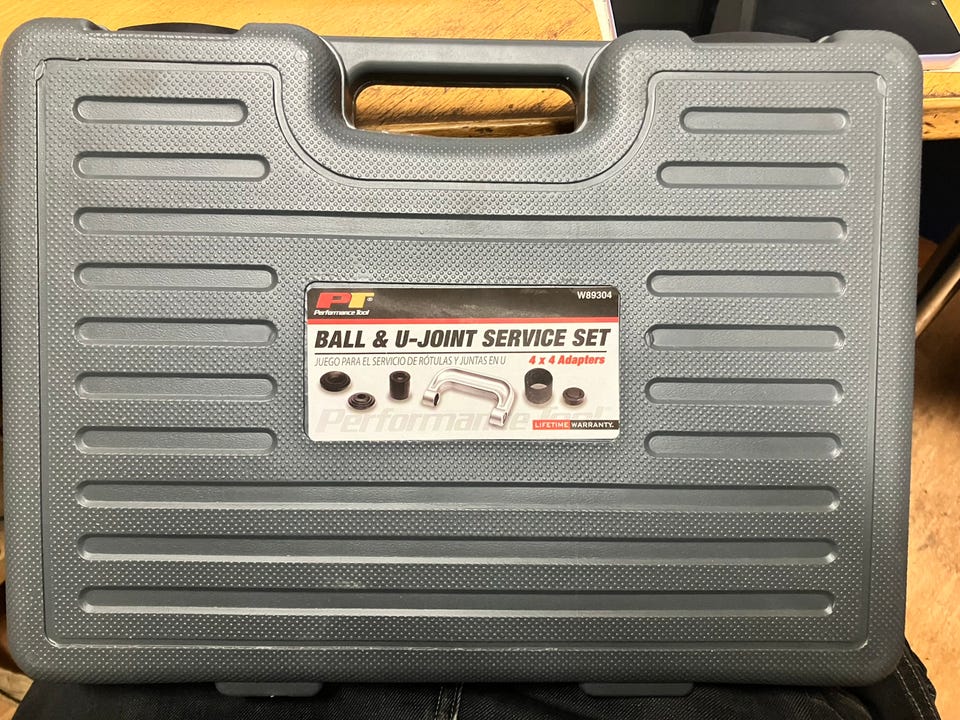 PT®
Performance Tool
W89304
BALL & U-JOINT SERVICE SET
JUEGO PARA EL SERVICIO DE RÓTULAS Y JUNTAS EN U
4 x 4 Adapters
Performance Tool
LIFETIME WARRANTY.